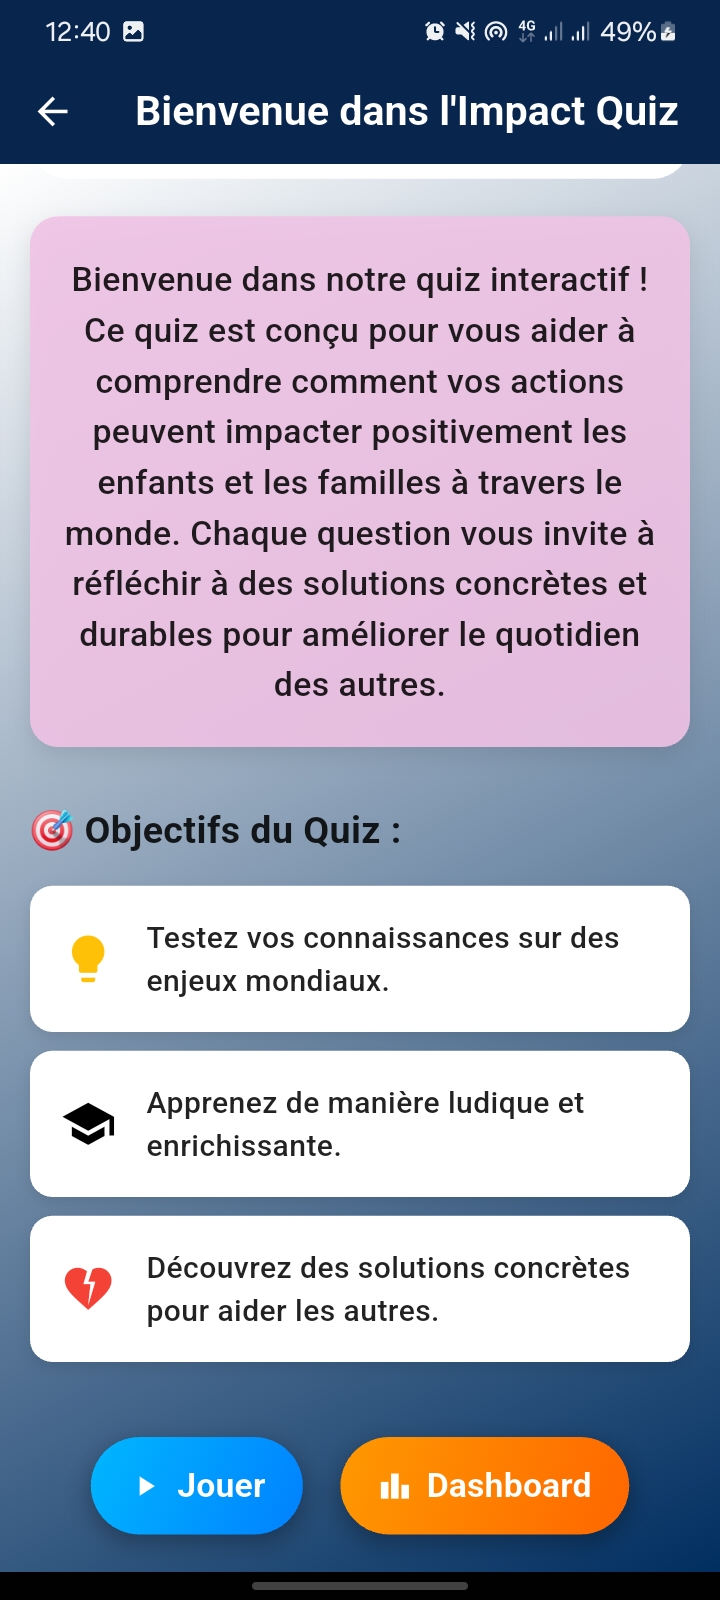 12:40
4G
49%
Bienvenue dans l'Impact Quiz
Bienvenue dans notre quiz interactif !
Ce quiz est conçu pour vous aider à
comprendre comment vos actions
peuvent impacter positivement les
enfants et les familles à travers le
monde. Chaque question vous invite à
réfléchir à des solutions concrètes et
durables pour améliorer le quotidien
des autres.
🎯 Objectifs du Quiz :
Testez vos connaissances sur des
enjeux mondiaux.
Apprenez de manière ludique et
enrichissante.
Découvrez des solutions concrètes
pour aider les autres.
Jouer
Dashboard